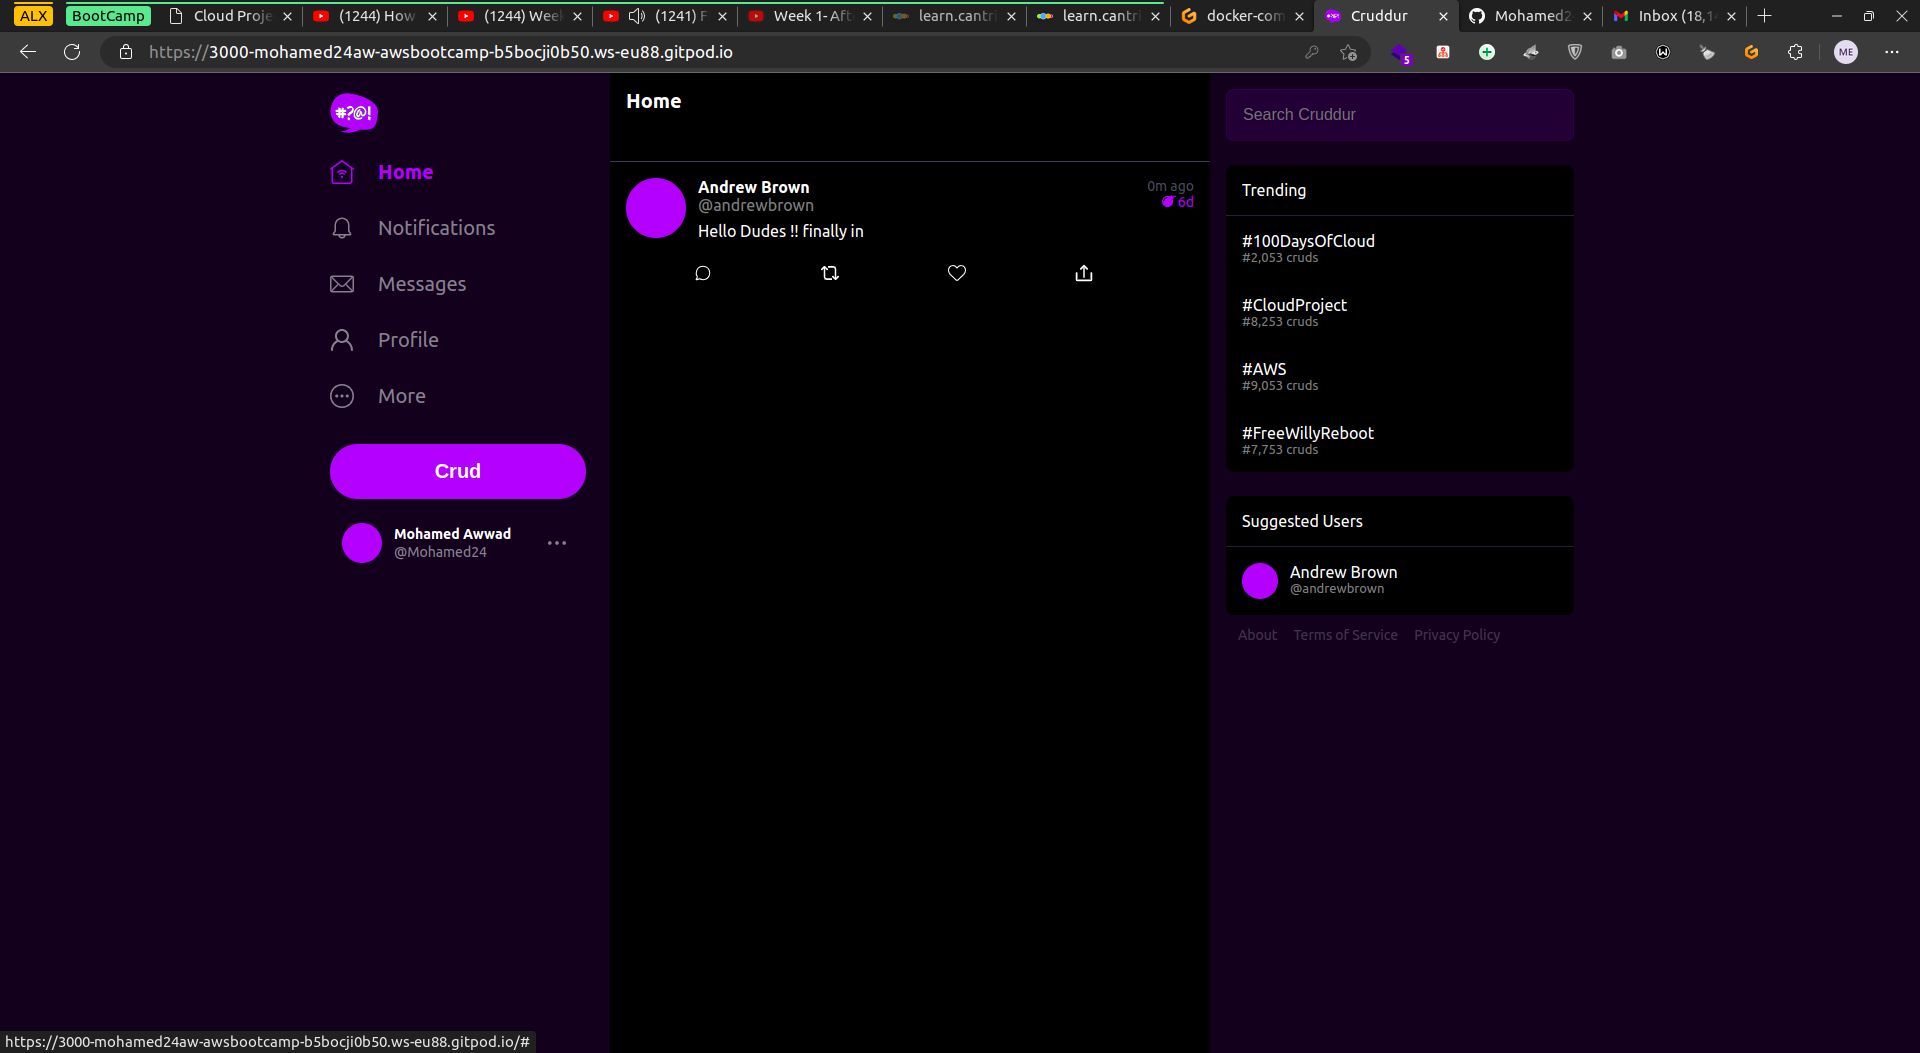 ALX
BootCamp
Cloud Proje
(1244) How
(1244) Week
(1241) F
Week 1- Aft
learn.cantri
learn.cantri
docker-com
Cruddur
Mohamed2
Inbox (18,1
https://3000-mohamed24aw-awsbootcamp-b5bocji0b50.ws-eu88.gitpod.io
5
ME
#?@!
Home
Notifications
Messages
Profile
More
Crud
Mohamed Awwad
@Mohamed24
Home
Andrew Brown
@andrewbrown
0m ago
6d
Hello Dudes !! finally in
Search Cruddur
Trending
#100DaysOfCloud
#2,053 cruds
#CloudProject
#8,253 cruds
#AWS
#9,053 cruds
#FreeWillyReboot
#7,753 cruds
Suggested Users
Andrew Brown
@andrewbrown
About Terms of Service Privacy Policy
https://3000-mohamed24aw-awsbootcamp-b5bocji0b50.ws-eu88.gitpod.io/#